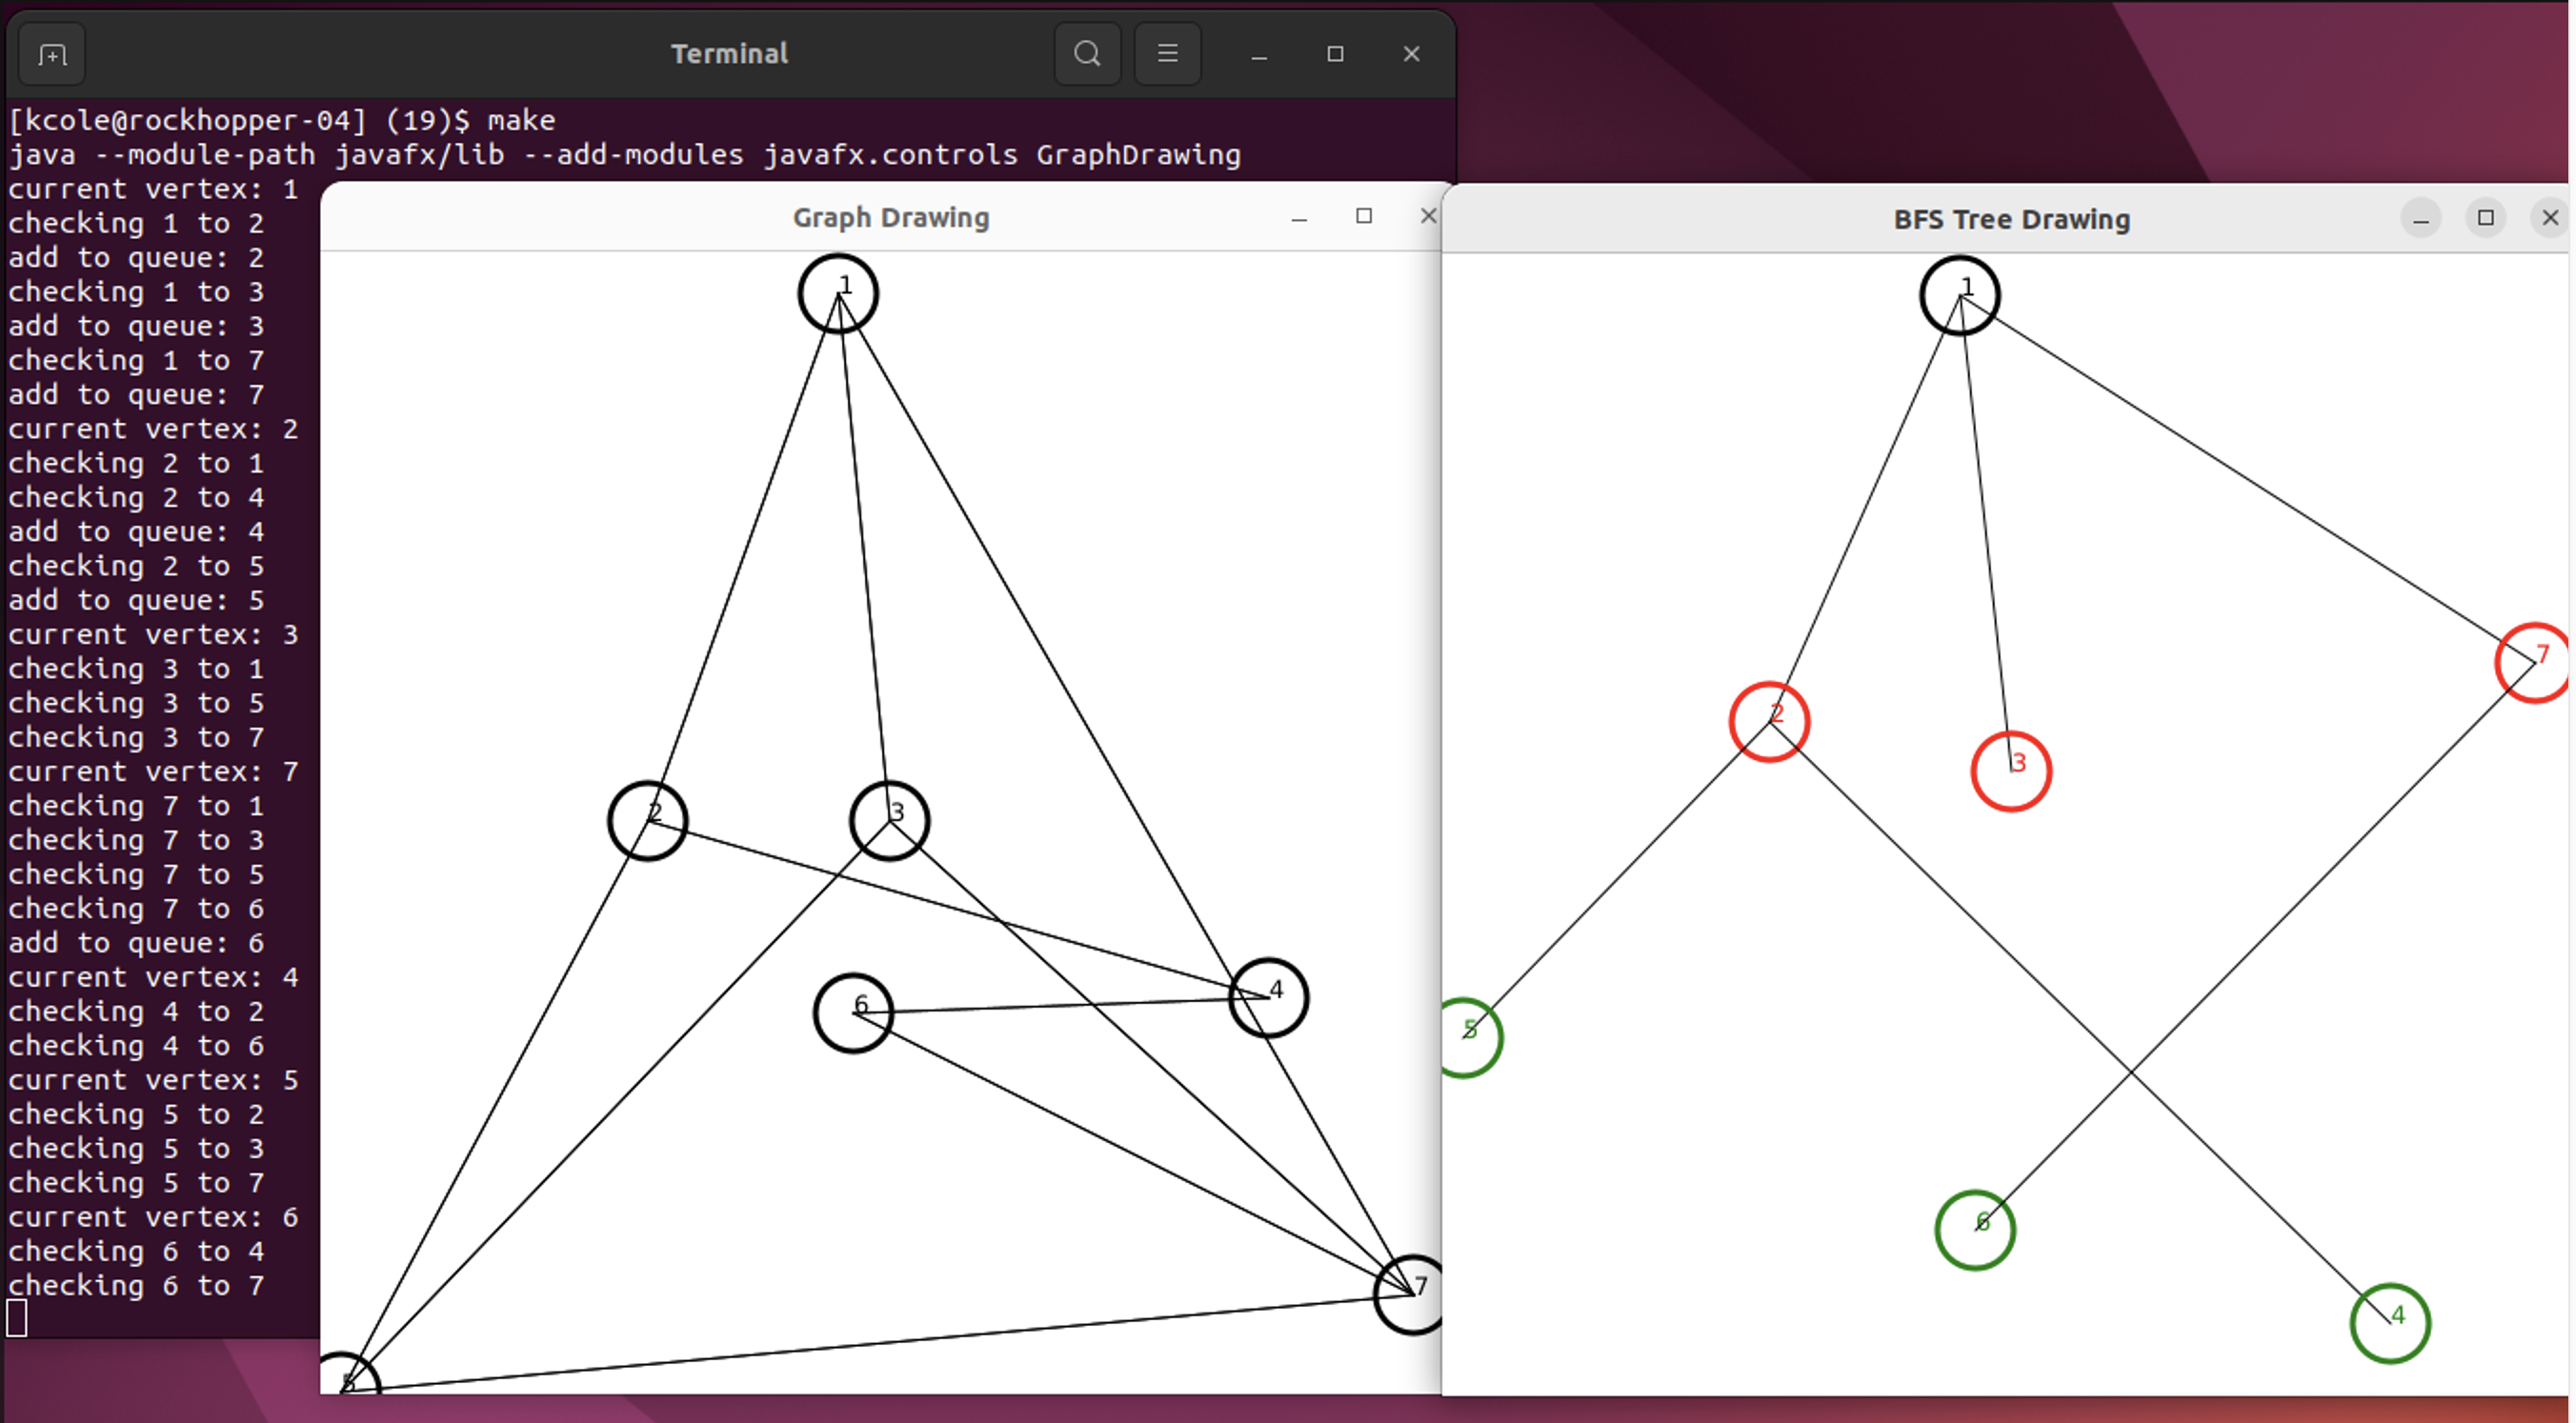 Terminal
[kcole@rockhopper-04] (19)$ make
java --module-path javafx/lib --add-modules javafx.controls GraphDrawing
current vertex: 1
checking 1 to 2
add to queue: 2
checking 1 to 3
add to queue: 3
checking 1 to 7
add to queue: 7
current vertex: 2
checking 2 to 1
checking 2 to 4
add to queue: 4
checking 2 to 5
add to queue: 5
current vertex: 3
checking 3 to 1
checking 3 to 5
checking 3 to 7
current vertex: 7
checking 7 to 1
checking 7 to 3
checking 7 to 5
checking 7 to 6
add to queue: 6
current vertex: 4
checking 4 to 2
checking 4 to 6
current vertex: 5
checking 5 to 2
checking 5 to 3
checking 5 to 7
current vertex: 6
checking 6 to 4
checking 6 to 7
Graph Drawing
1
2
3
4
6
7
5
BFS Tree Drawing
1
7
2
3
5
6
4